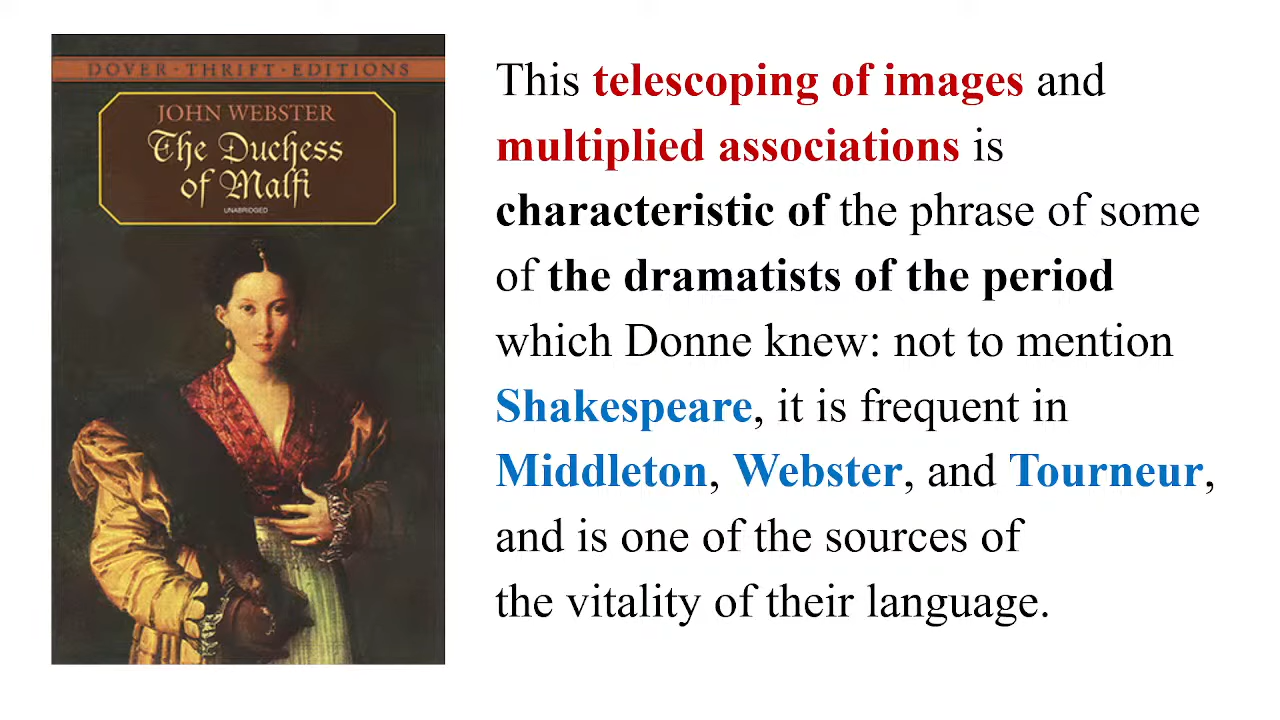 DOVER · THRIFT · EDITIONS
JOHN WEBSTER
The Duchess
of Malfi
UNABRIDGED
This telescoping of images and
multiplied associations is
characteristic of the phrase of some
of the dramatists of the period
which Donne knew: not to mention
Shakespeare, it is frequent in
Middleton, Webster, and Tourneur,
and is one of the sources of
the vitality of their language.